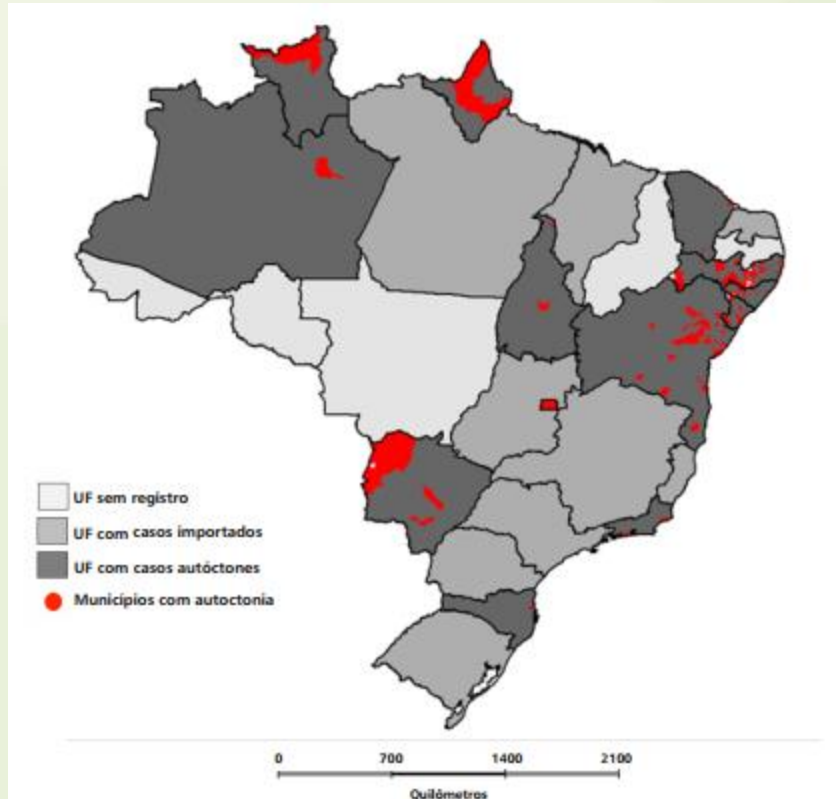 UF sem registro
UF com casos importados
UF com casos autóctones
Municípios com autoctonia
0 700 1400 2100
Quilômetros